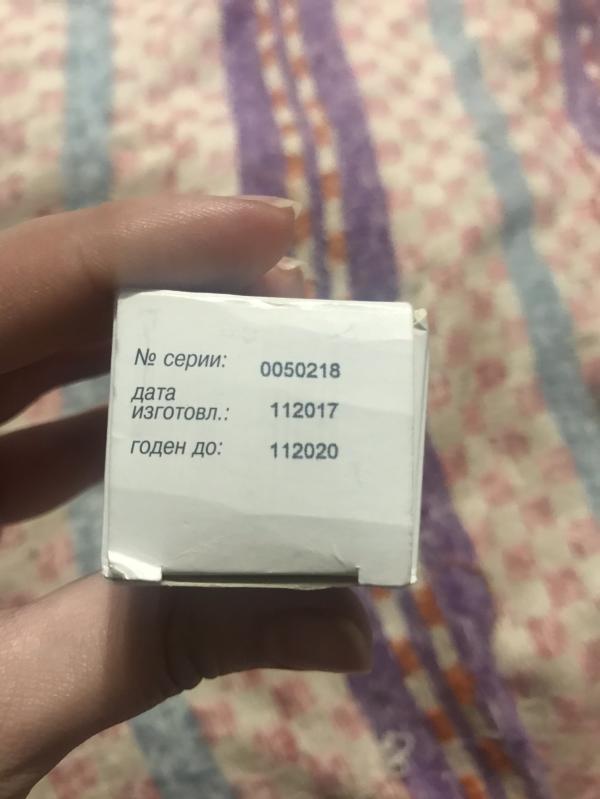 № серии: 0050218
дата
изготовл.: 112017
годен до: 112020